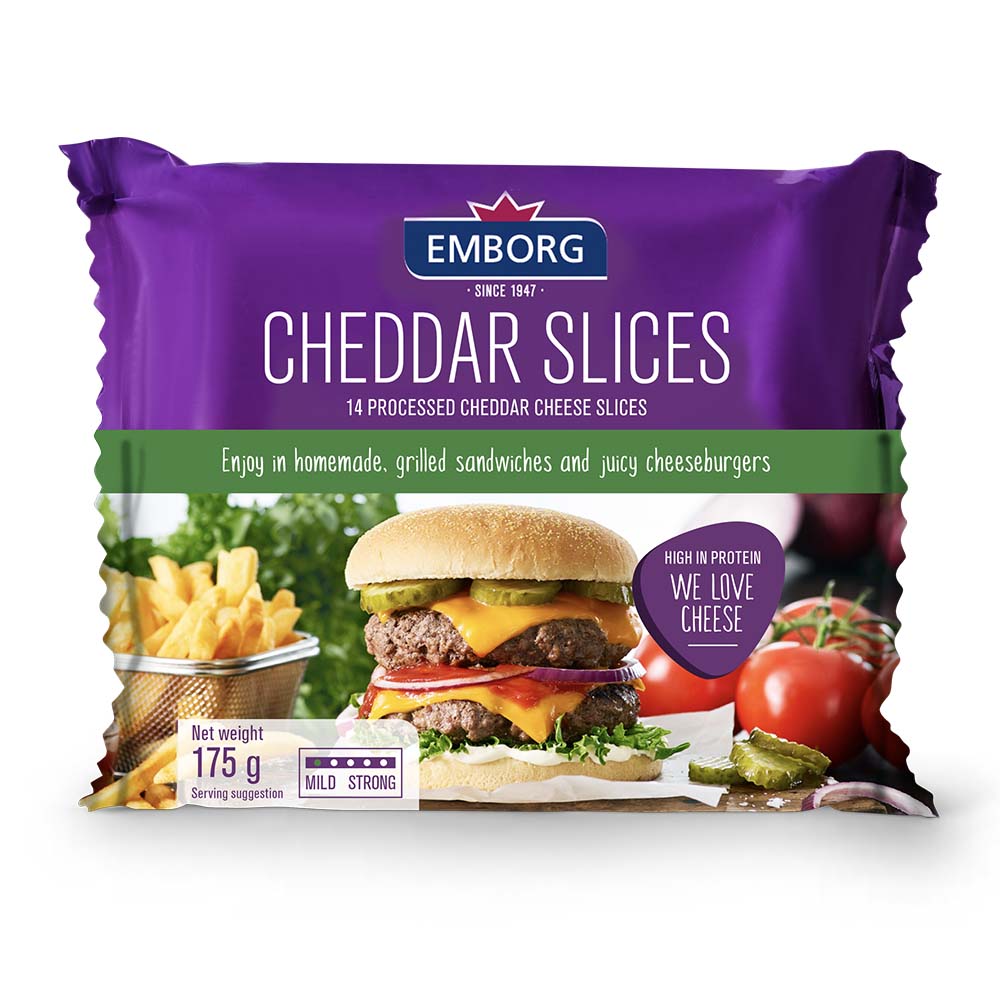 EMBORG
· SINCE 1947 ·
CHEDDAR SLICES
14 PROCESSED CHEDDAR CHEESE SLICES
Enjoy in homemade, grilled sandwiches and juicy cheeseburgers
HIGH IN PROTEIN
WE LOVE
CHEESE
Net weight
175 g
Serving suggestion
MILD STRONG